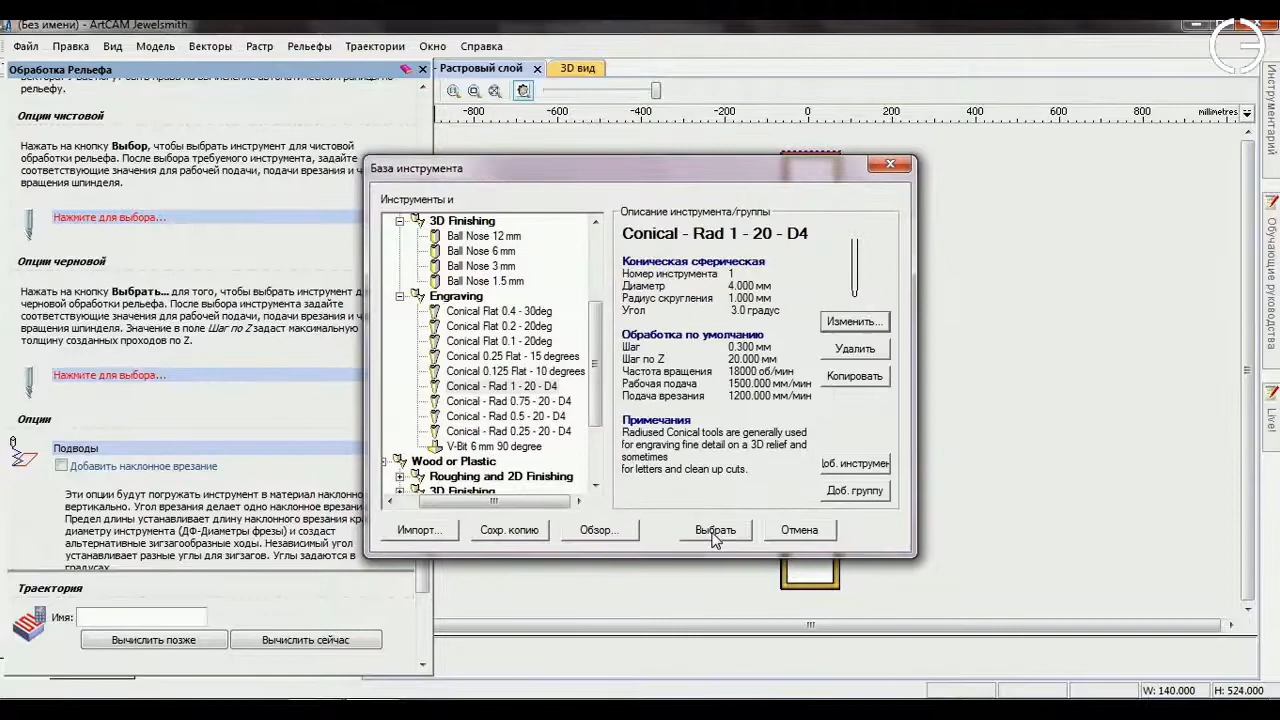 (Без имени) - ArtCAM Jewelsmith
Файл Правка Вид Модель Векторы Растр Рельефы Траектории Окно Справка
Обработка Рельефа
рельефу.
Опции чистовой
Нажать на кнопку Выбор, чтобы выбрать инструмент для чистовой
обработки рельефа. После выбора требуемого инструмента, задайте
соответствующие значения для рабочей подачи, подачи врезания и
вращения шпинделя.
Нажмите для выбора...
Опции черновой
Нажать на кнопку Выбрать... для того, чтобы выбрать инструмент д
черновой обработки рельефа. После выбора инструмента задайте
соответствующие значения для рабочей подачи, подачи врезания и
вращения шпинделя. Значение в поле Шаг по Z задаст максимальную
толщину созданных проходов по Z.
Нажмите для выбора...
Опции
Подводы
Добавить наклонное врезание
Эти опции будут погружать инструмент в материал наклонно
вертикально. Угол врезания делает одно наклонное врезани
Предел длины устанавливает длину наклонного врезания кр
диаметру инструмента (ДФ-Диаметры фрезы) и создаст
альтернативные зигзагообразные ходы. Независимый угол
устанавливает разные углы для зигзагов. Углы задаются в
градусах.
Траектория
Имя:
Вычислить позже Вычислить сейчас
Растровый слой 3D вид
-800 -600 -400 -200 0 200 400 600 800 millimetres
База инструмента
Инструменты и
3D Finishing
Ball Nose 12 mm
Ball Nose 6 mm
Ball Nose 3 mm
Ball Nose 1.5 mm
Engraving
Conical Flat 0.4 - 30deg
Conical Flat 0.2 - 20deg
Conical Flat 0.1 - 20deg
Conical 0.25 Flat - 15 degrees
Conical 0.125 Flat - 10 degrees
Conical - Rad 1 - 20 - D4
Conical - Rad 0.75 - 20 - D4
Conical - Rad 0.5 - 20 - D4
Conical - Rad 0.25 - 20 - D4
V-Bit 6 mm 90 degree
Wood or Plastic
Roughing and 2D Finishing
3D Finishing
Описание инструмента/группы
Conical - Rad 1 - 20 - D4
Коническая сферическая
Номер инструмента 1
Диаметр 4.000 мм
Радиус скругления 1.000 мм
Угол 3.0 градус
Обработка по умолчанию
Шаг 0.300 мм
Шаг по Z 20.000 мм
Частота вращения 18000 об/мин
Рабочая подача 1500.000 мм/мин
Подача врезания 1200.000 мм/мин
Примечания
Radiused Conical tools are generally used
for engraving fine detail on a 3D relief and
sometimes
for letters and clean up cuts.
Изменить...
Удалить
Копировать
об. инструмен
Доб. группу
Импорт... Сохр. копию Обзор... Выбрать Отмена
Инструментарий
Обучающие руководства
Live!
W: 140.000 H: 524.000